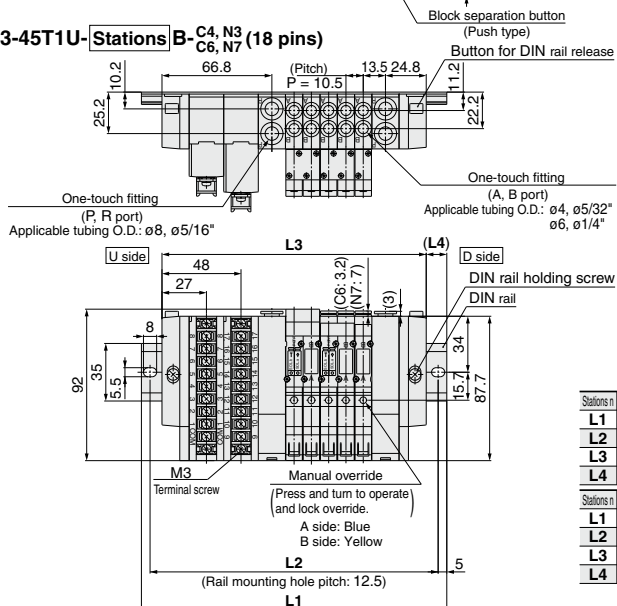 Block separation button
(Push type)
3-45T1U- Stations B- C4, N3 C6, N7 (18 pins)
Button for DIN rail release
66.8
(Pitch)
P = 10.5
13.5 24.8
10.2
25.2
11.2
22.2
One-touch fitting
(P, R port)
Applicable tubing O.D.: ø8, ø5/16"
One-touch fitting
(A, B port)
Applicable tubing O.D.: ø4, ø5/32"
ø6, ø1/4"
L3
(L4)
U side
D side
48
27
(C6: 3.2)
(N7: 7)
(3)
DIN rail holding screw
DIN rail
8
92
35
5.5
34
15.7
87.7
M3
Terminal screw
Manual override
(Press and turn to operate
and lock override.)
A side: Blue
B side: Yellow
L2
5
(Rail mounting hole pitch: 12.5)
L1
Stations n
L1
L2
L3
L4
Stations n
L1
L2
L3
L4